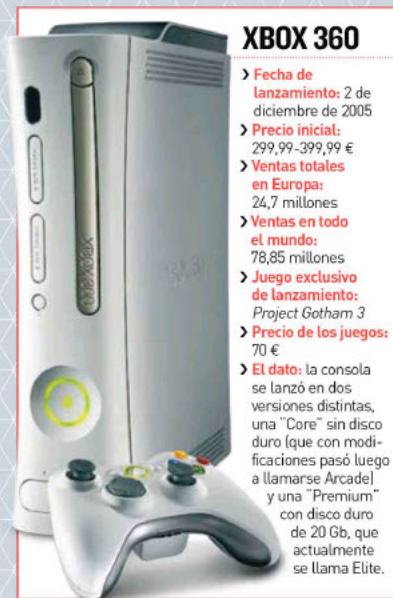 XBOX 360
❯ Fecha de
lanzamiento: 2 de
diciembre de 2005
❯ Precio inicial:
299,99-399,99 €
❯ Ventas totales
en Europa:
24,7 millones
❯ Ventas en todo
el mundo:
78,85 millones
❯ Juego exclusivo
de lanzamiento:
Project Gotham 3
❯ Precio de los juegos:
70 €
❯ El dato: la consola
se lanzó en dos
versiones distintas,
una “Core” sin disco
duro (que con modi-
ficaciones pasó luego
a llamarse Arcade)
y una “Premium”
con disco duro
de 20 Gb, que
actualmente
se llama Elite.
XBOX360